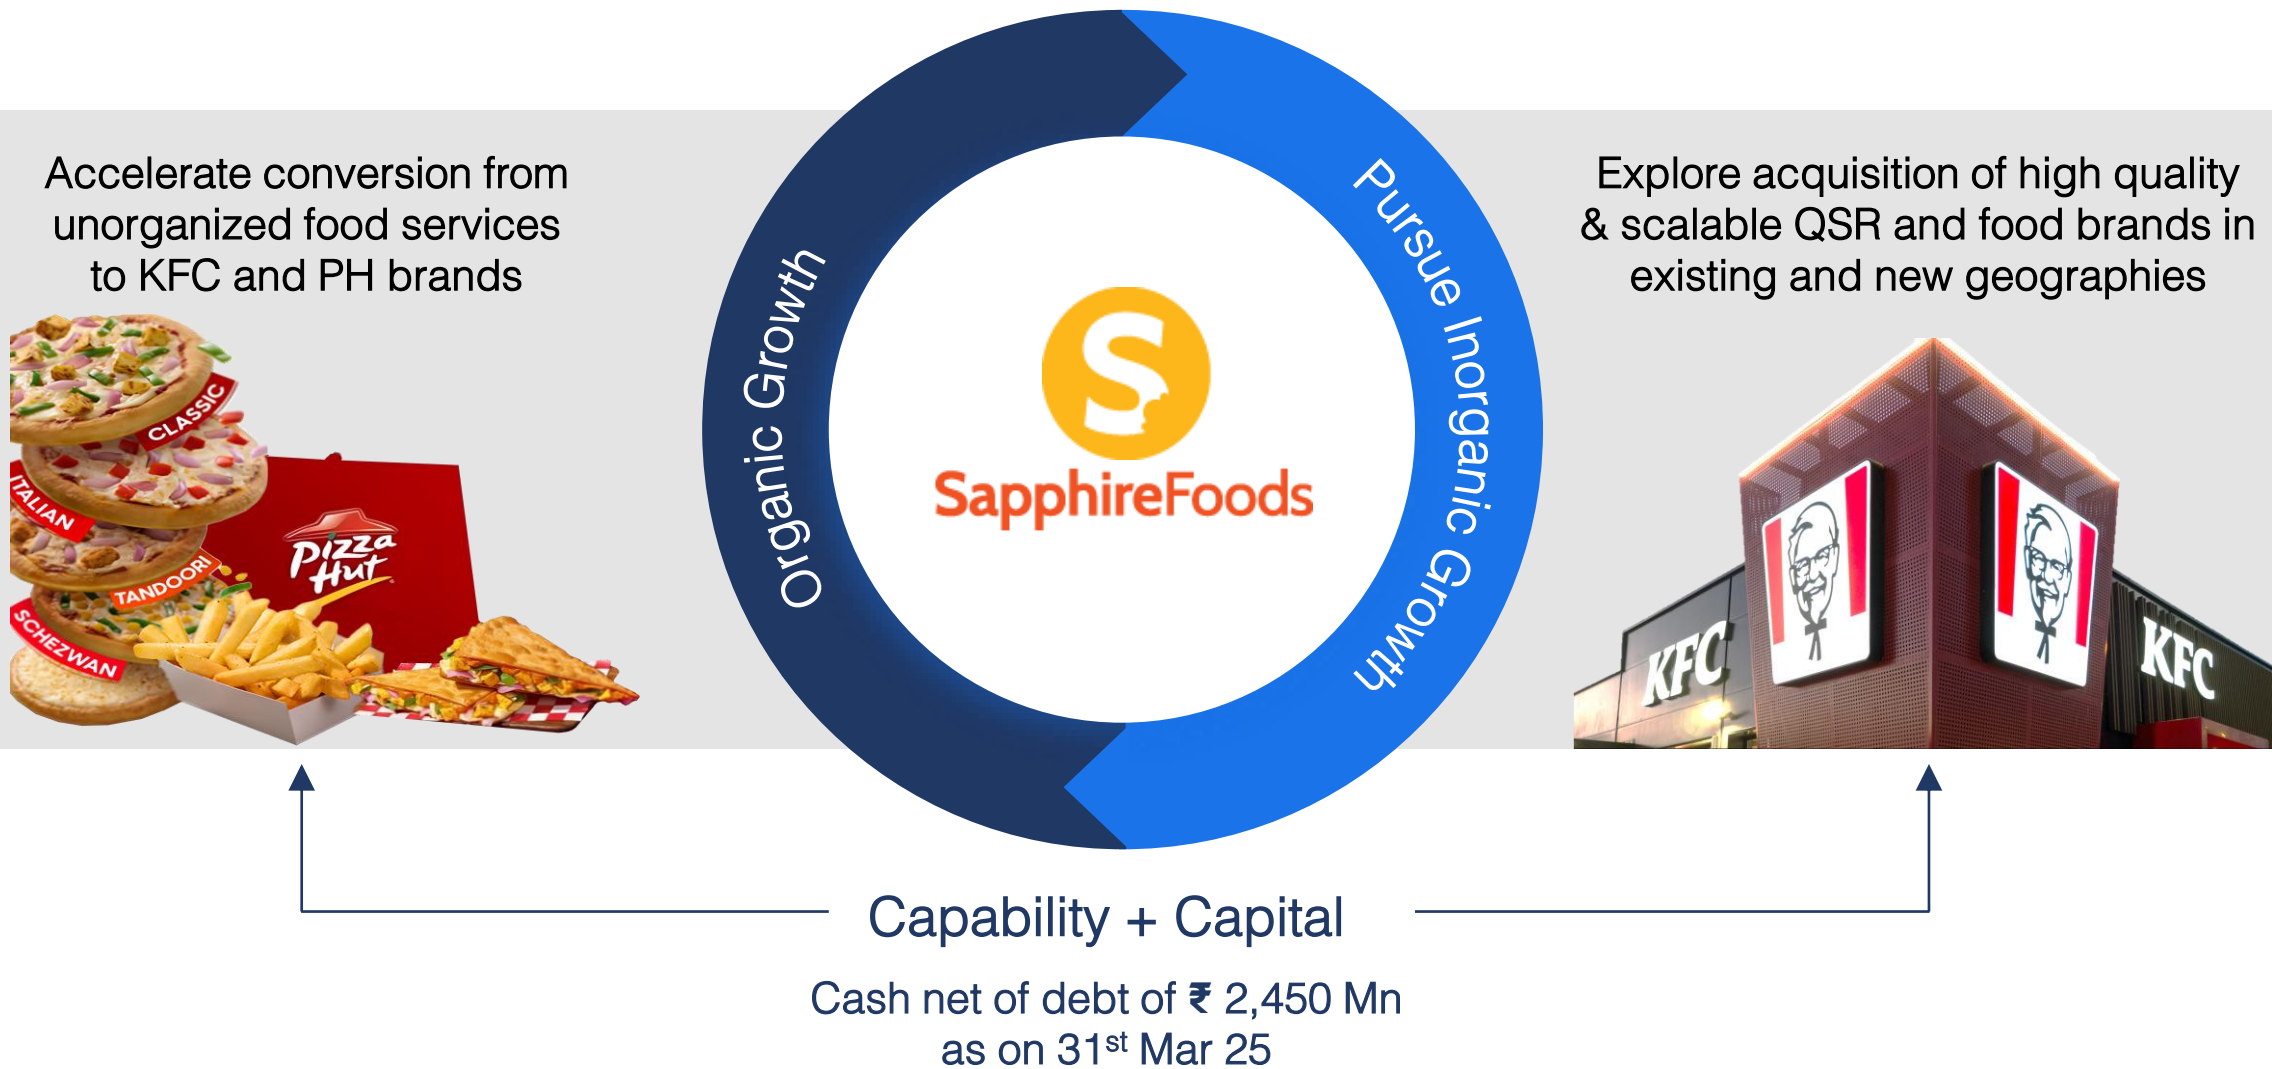 Accelerate conversion from
unorganized food services
to KFC and PH brands
CLASSIC
ITALIAN
TANDOORI
SCHEZWAN
Pizza
Hut
Organic Growth
SapphireFoods
Pursue Inorganic Growth
Explore acquisition of high quality
& scalable QSR and food brands in
existing and new geographies
KFC
KFC
Capability + Capital
Cash net of debt of ₹ 2,450 Mn
as on 31st Mar 25